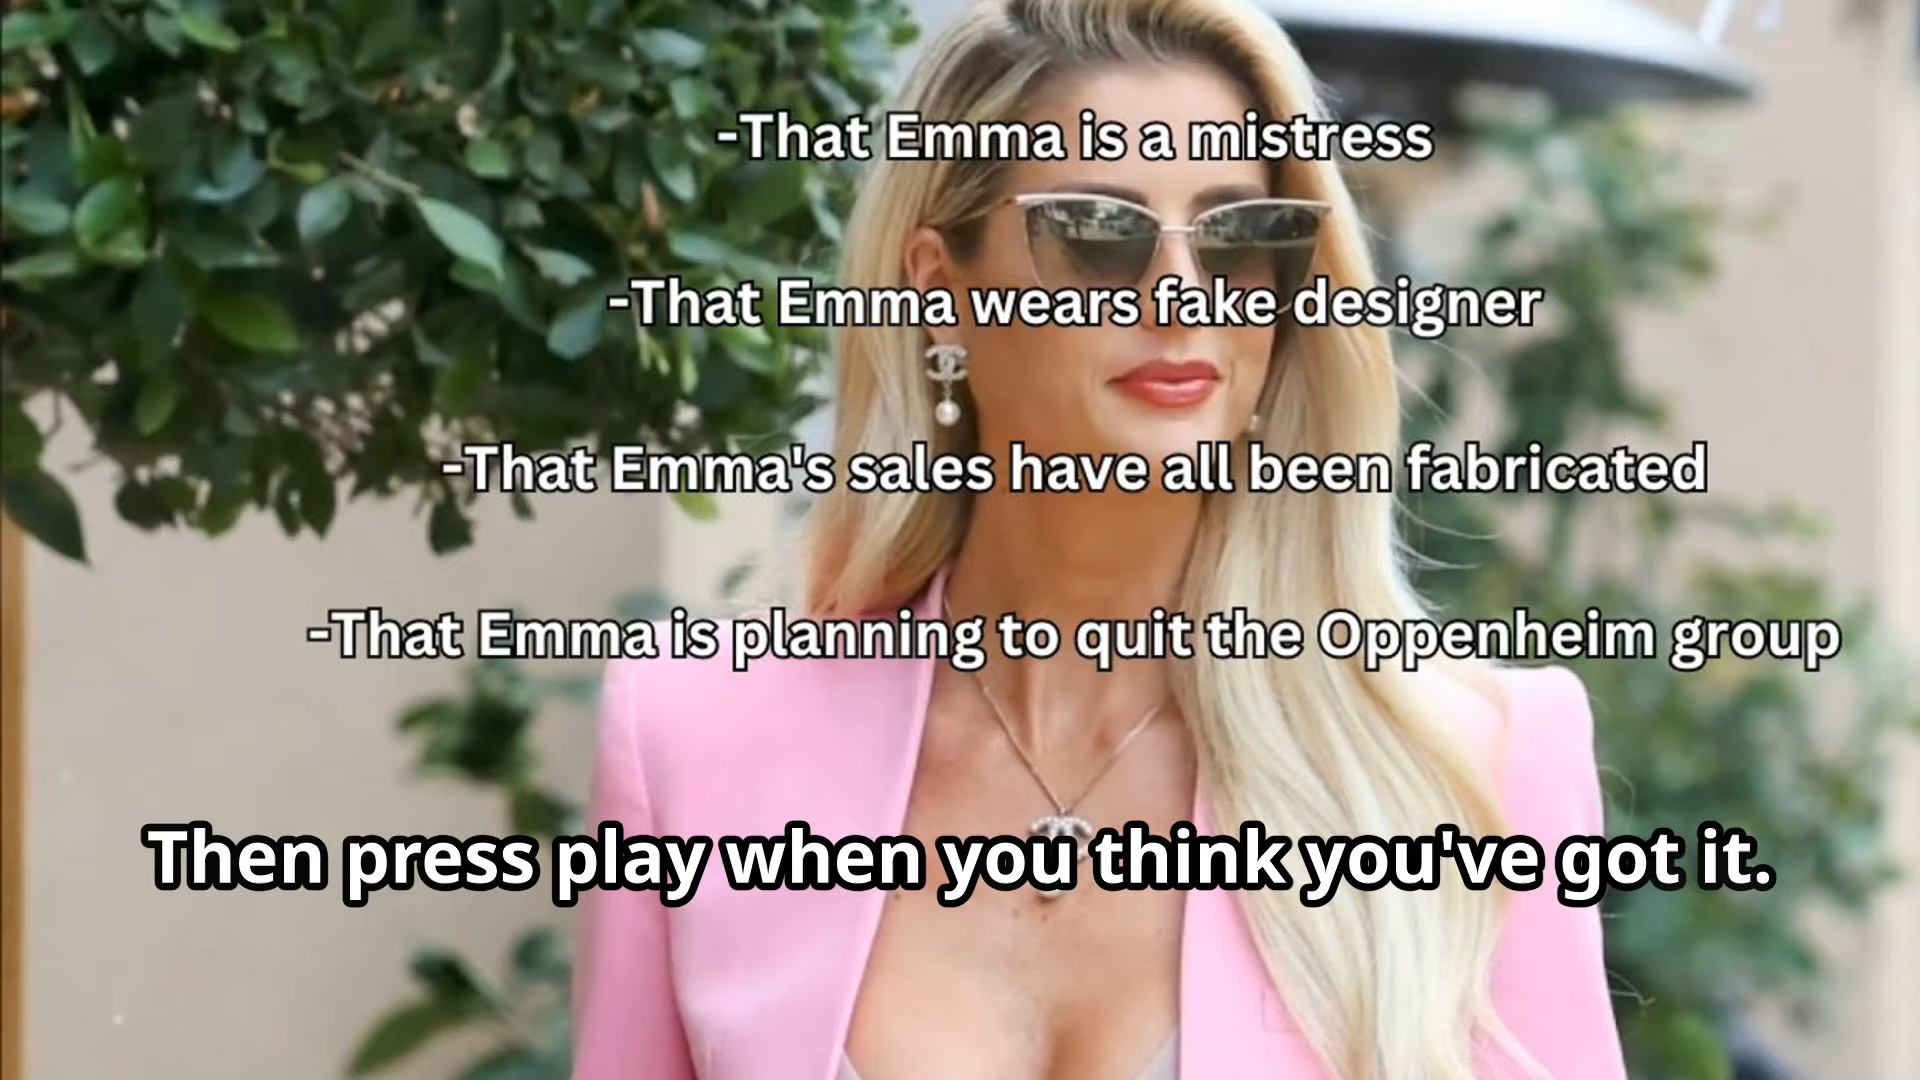 -That Emma is a mistress
-That Emma wears fake designer
-That Emma's sales have all been fabricated
-That Emma is planning to quit the Oppenheim group
Then press play when you think you've got it.